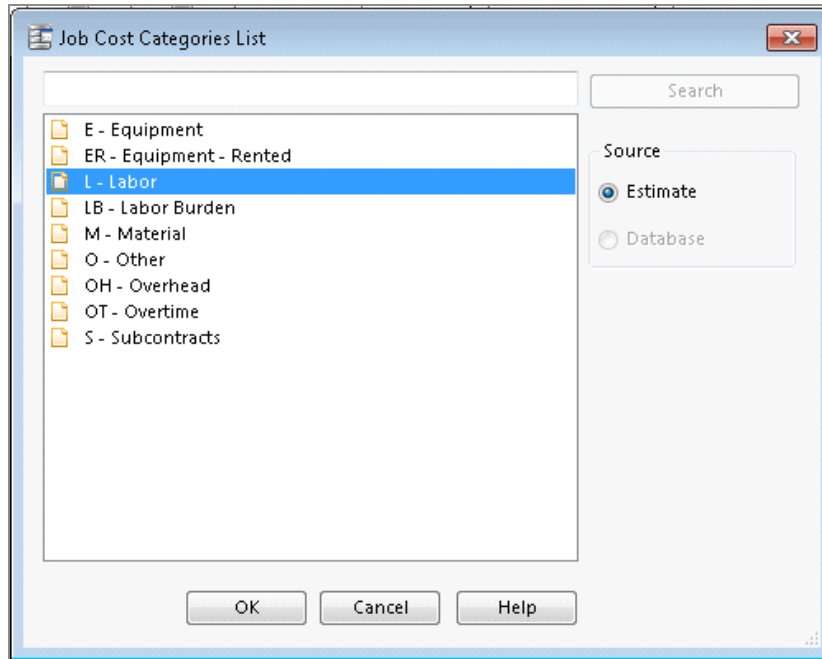 Job Cost Categories List
Search
E - Equipment
ER - Equipment - Rented
L - Labor
LB - Labor Burden
M - Material
O - Other
OH - Overhead
OT - Overtime
S - Subcontracts
Source
Estimate
Database
OK
Cancel
Help